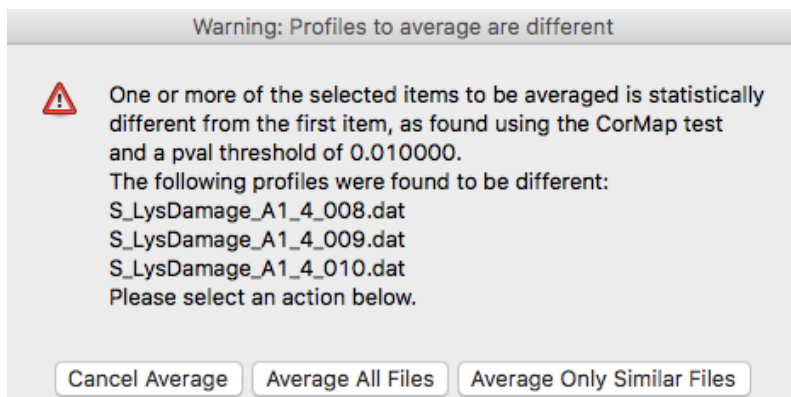 Warning: Profiles to average are different
One or more of the selected items to be averaged is statistically
different from the first item, as found using the CorMap test
and a pval threshold of 0.010000.
The following profiles were found to be different:
S_LysDamage_A1_4_008.dat
S_LysDamage_A1_4_009.dat
S_LysDamage_A1_4_010.dat
Please select an action below.
Cancel Average Average All Files Average Only Similar Files